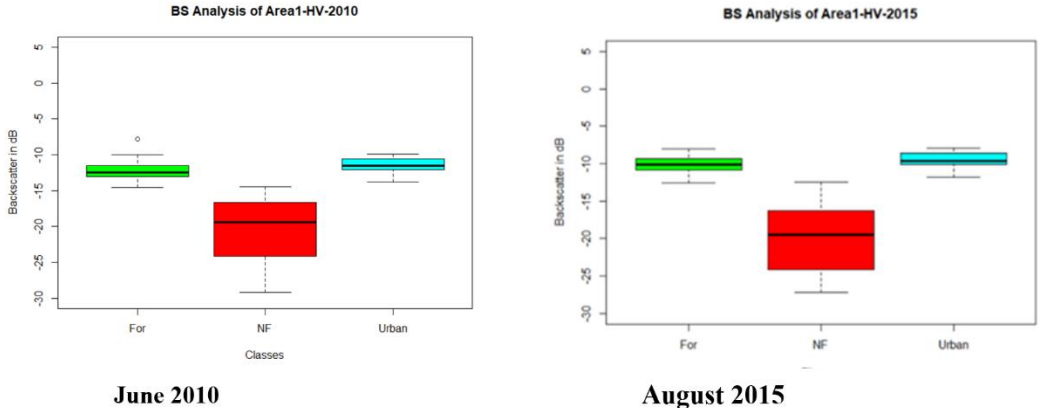 BS Analysis of Area1-HV-2010
Backscatter in dB
5
0
-5
-10
-15
-20
-25
-30
For NF Urban
Classes
June 2010
BS Analysis of Area1-HV-2015
Backscatter in dB
5
0
-5
-10
-15
-20
-25
-30
For NF Urban
August 2015